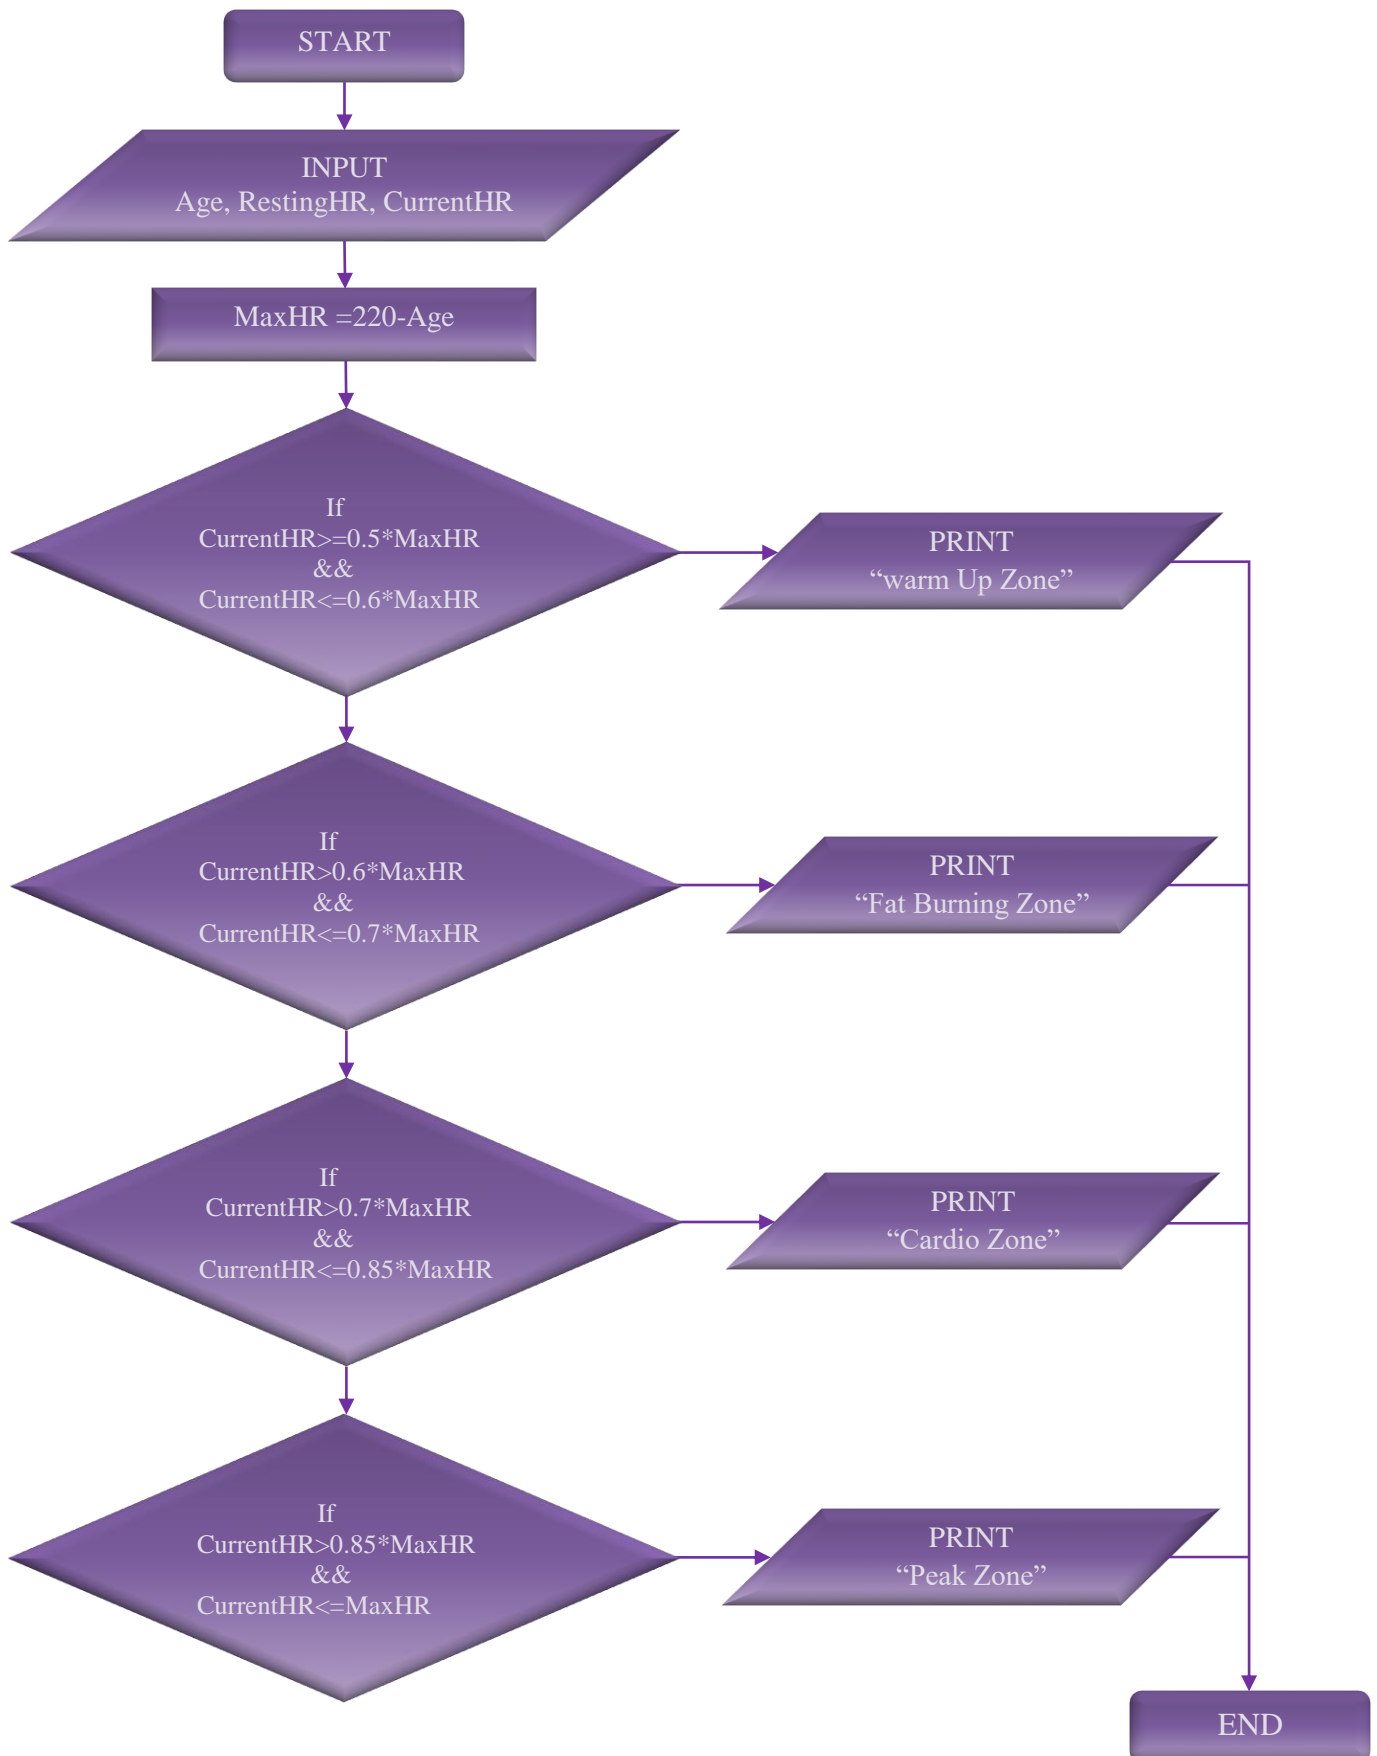 START
INPUT
Age, RestingHR, CurrentHR
MaxHR =220-Age
If
CurrentHR>=0.5*MaxHR
&&
CurrentHR<=0.6*MaxHR
PRINT
“warm Up Zone”
If
CurrentHR>0.6*MaxHR
&&
CurrentHR<=0.7*MaxHR
PRINT
“Fat Burning Zone”
If
CurrentHR>0.7*MaxHR
&&
CurrentHR<=0.85*MaxHR
PRINT
“Cardio Zone”
If
CurrentHR>0.85*MaxHR
&&
CurrentHR<=MaxHR
PRINT
“Peak Zone”
END